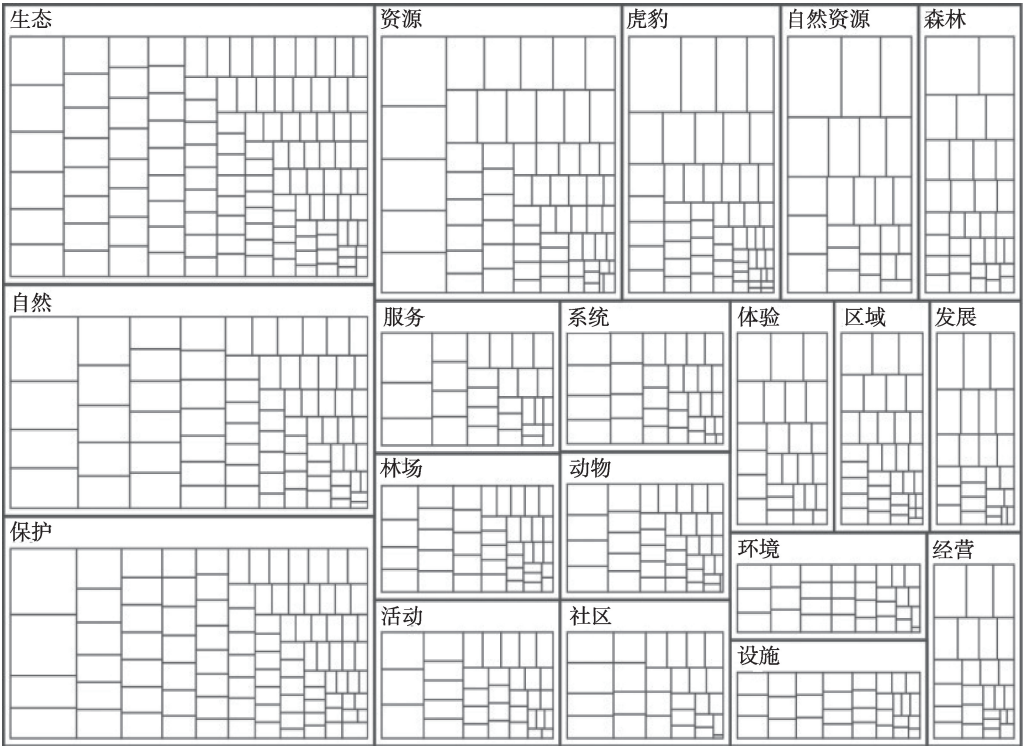 生态
资源
虎豹
自然资源
森林
自然
服务
系统
体验
区域
发展
林场
动物
保护
环境
经营
活动
社区
设施